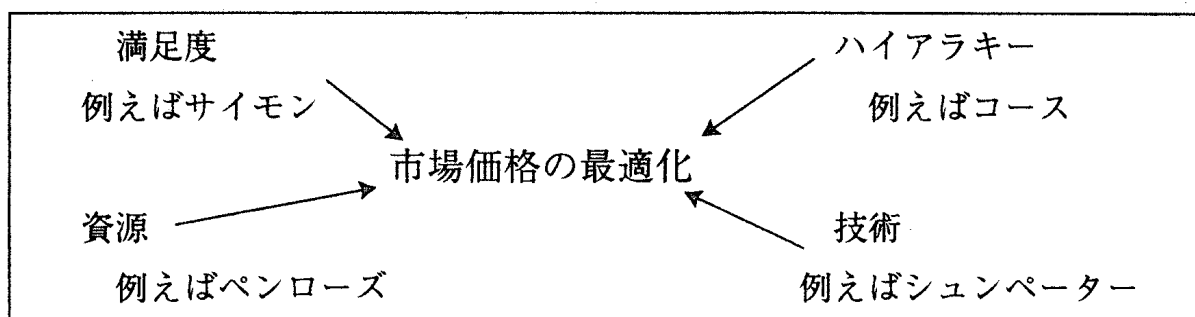 満足度
例えばサイモン
ハイアラキー
例えばコース
市場価格の最適化
資源
例えばペンローズ
技術
例えばシュンペーター